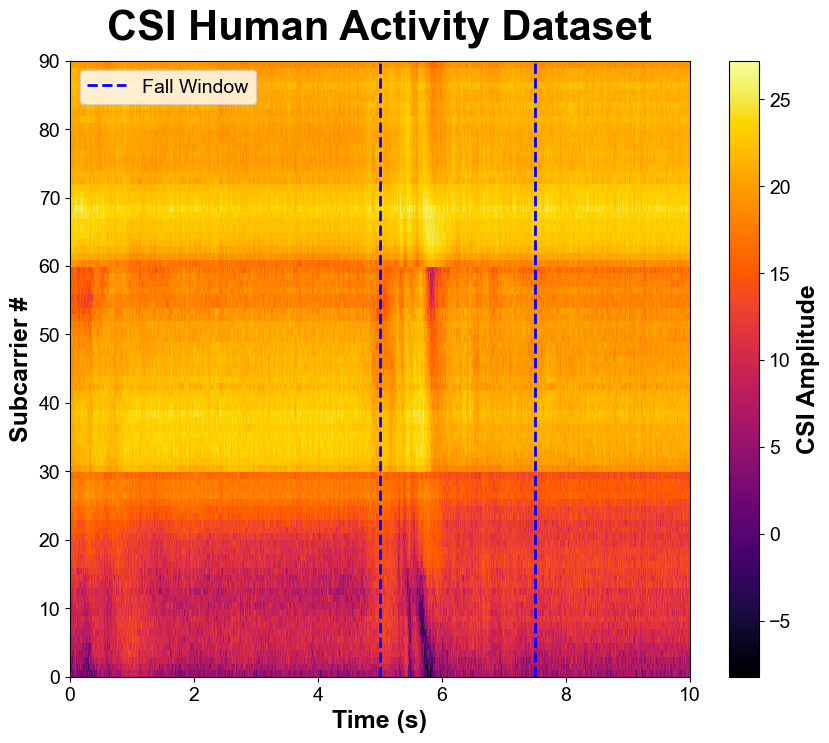 CSI Human Activity Dataset
Fall Window
90
80
70
60
50
40
30
20
10
0
Subcarrier #
0 2 4 6 8 10
Time (s)
25
20
15
10
5
0
−5
CSI Amplitude